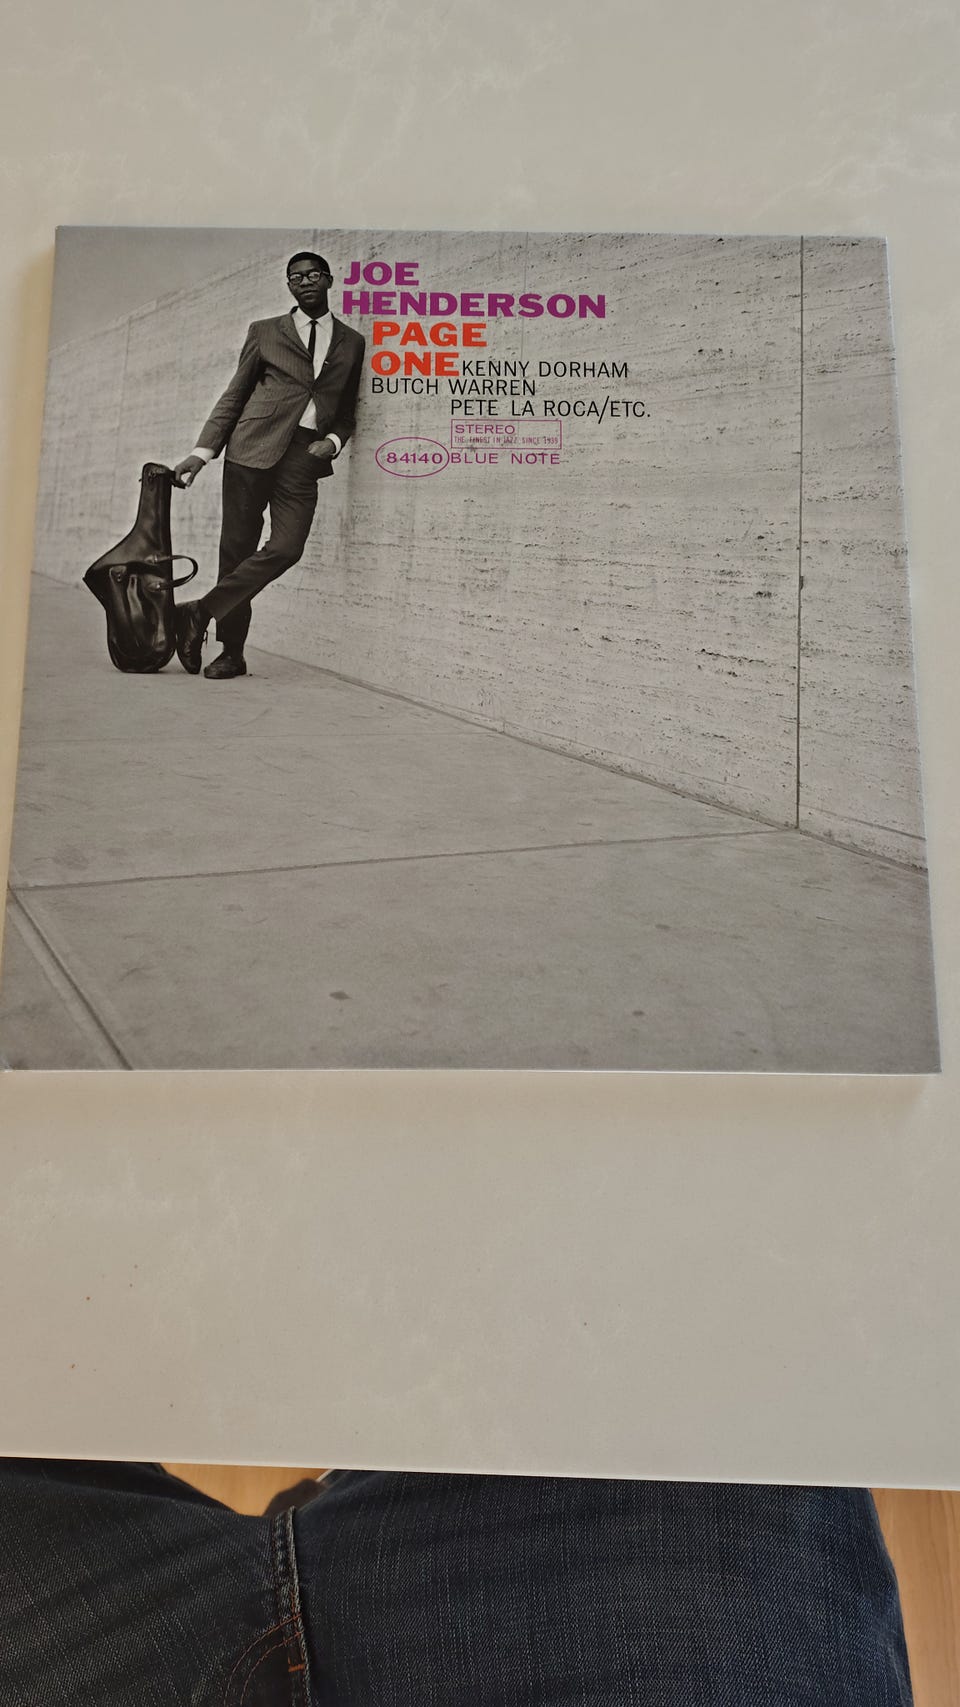 JOE
HENDERSON
PAGE
ONE KENNY DORHAM
BUTCH WARREN
PETE LA ROCA/ETC.
STEREO
THE FINEST IN JAZZ SINCE 1939
84140 BLUE NOTE